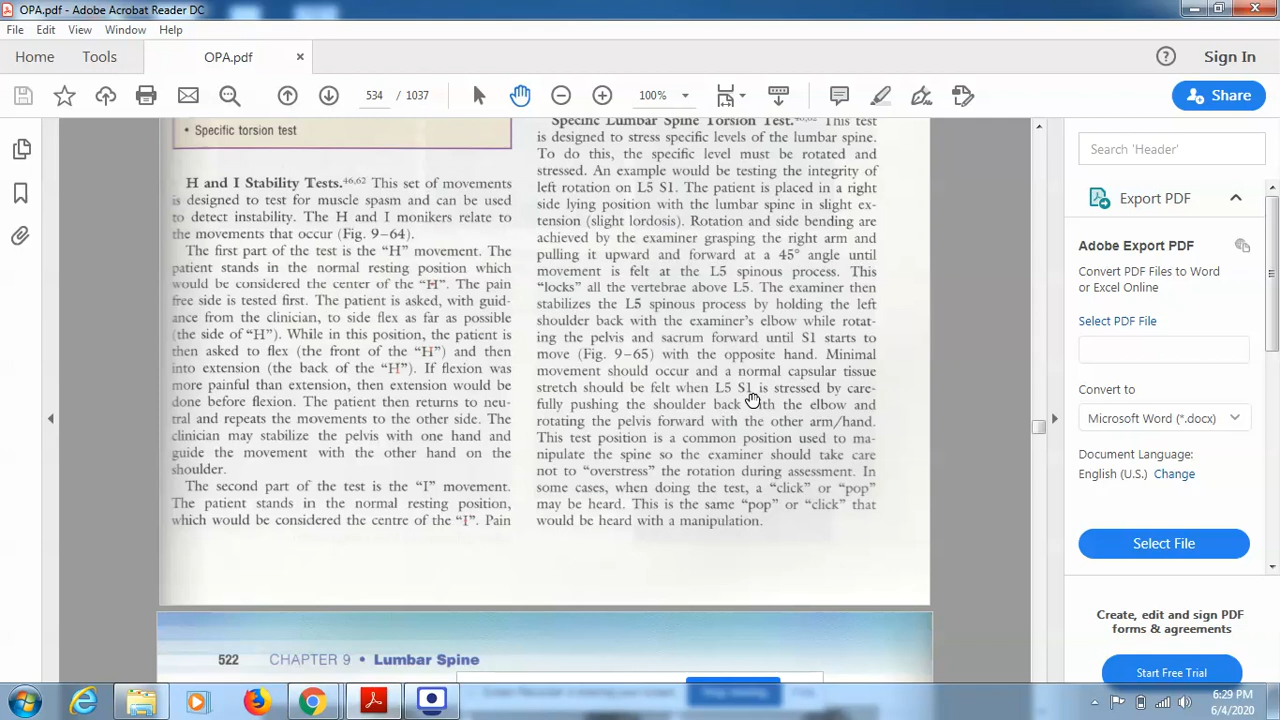 OPA.pdf - Adobe Acrobat Reader DC
File Edit View Window Help
Home Tools OPA.pdf × Sign In
534 / 1037 100% Share
• Specific torsion test
H and I Stability Tests.46,62 This set of movements
is designed to test for muscle spasm and can be used
to detect instability. The H and I monikers relate to
the movements that occur (Fig. 9–64).
The first part of the test is the “H” movement. The
patient stands in the normal resting position which
would be considered the center of the “H”. The pain
free side is tested first. The patient is asked, with guid-
ance from the clinician, to side flex as far as possible
(the side of “H”). While in this position, the patient is
then asked to flex (the front of the “H”) and then
into extension (the back of the “H”). If flexion was
more painful than extension, then extension would be
done before flexion. The patient then returns to neu-
tral and repeats the movements to the other side. The
clinician may stabilize the pelvis with one hand and
guide the movement with the other hand on the
shoulder.
The second part of the test is the “I” movement.
The patient stands in the normal resting position,
which would be considered the centre of the “I”. Pain
Specific Lumbar Spine Torsion Test.46,62 This test
is designed to stress specific levels of the lumbar spine.
To do this, the specific level must be rotated and
stressed. An example would be testing the integrity of
left rotation on L5 S1. The patient is placed in a right
side lying position with the lumbar spine in slight ex-
tension (slight lordosis). Rotation and side bending are
achieved by the examiner grasping the right arm and
pulling it upward and forward at a 45° angle until
movement is felt at the L5 spinous process. This
“locks” all the vertebrae above L5. The examiner then
stabilizes the L5 spinous process by holding the left
shoulder back with the examiner’s elbow while rotat-
ing the pelvis and sacrum forward until S1 starts to
move (Fig. 9–65) with the opposite hand. Minimal
movement should occur and a normal capsular tissue
stretch should be felt when L5 S1 is stressed by care-
fully pushing the shoulder back with the elbow and
rotating the pelvis forward with the other arm/hand.
This test position is a common position used to ma-
nipulate the spine so the examiner should take care
not to “overstress” the rotation during assessment. In
some cases, when doing the test, a “click” or “pop”
may be heard. This is the same “pop” or “click” that
would be heard with a manipulation.
522 CHAPTER 9 • Lumbar Spine
Search 'Header'
Export PDF
Adobe Export PDF
Convert PDF Files to Word
or Excel Online
Select PDF File
Convert to
Microsoft Word (*.docx)
Document Language:
English (U.S.) Change
Select File
Create, edit and sign PDF
forms & agreements
Start Free Trial
6:29 PM
6/4/2020